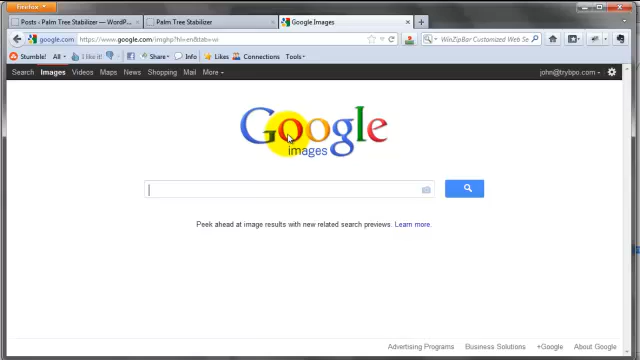 Firefox
Posts ‹ Palm Tree Stabilizer — WordP...
Palm Tree Stabilizer
Google Images
google.com
https://www.google.com/imghp?hl=en&tab=wi
WinZipBar Customized Web Se
Stumble!
All
I like it!
Likes
Connections
Tools
Search
Images
Videos
Maps
News
Shopping
Mail
More
john@trybpo.com
Google
images
Peek ahead at image results with new related search previews. Learn more.
Advertising Programs
Business Solutions
+Google
About Google